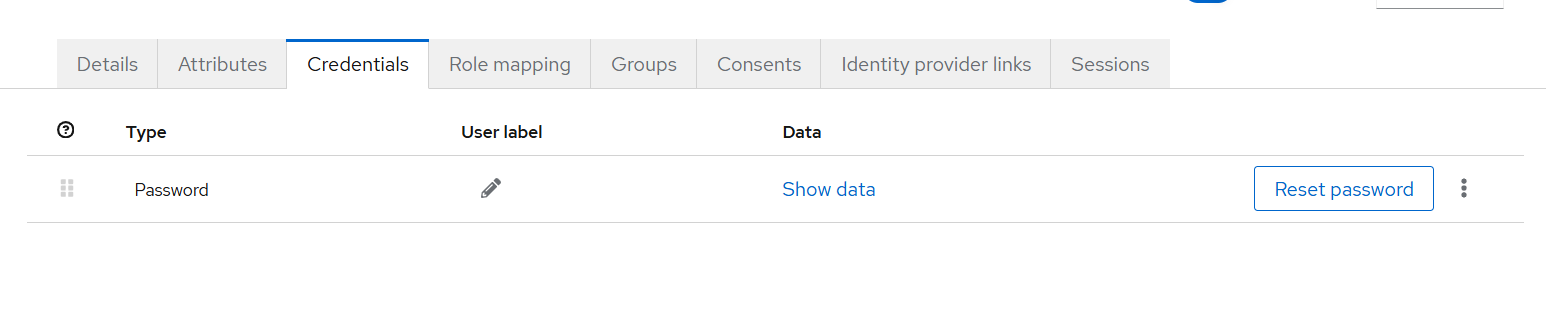 Details Attributes Credentials Role mapping Groups Consents Identity provider links Sessions
Type User label Data
Password Show data Reset password